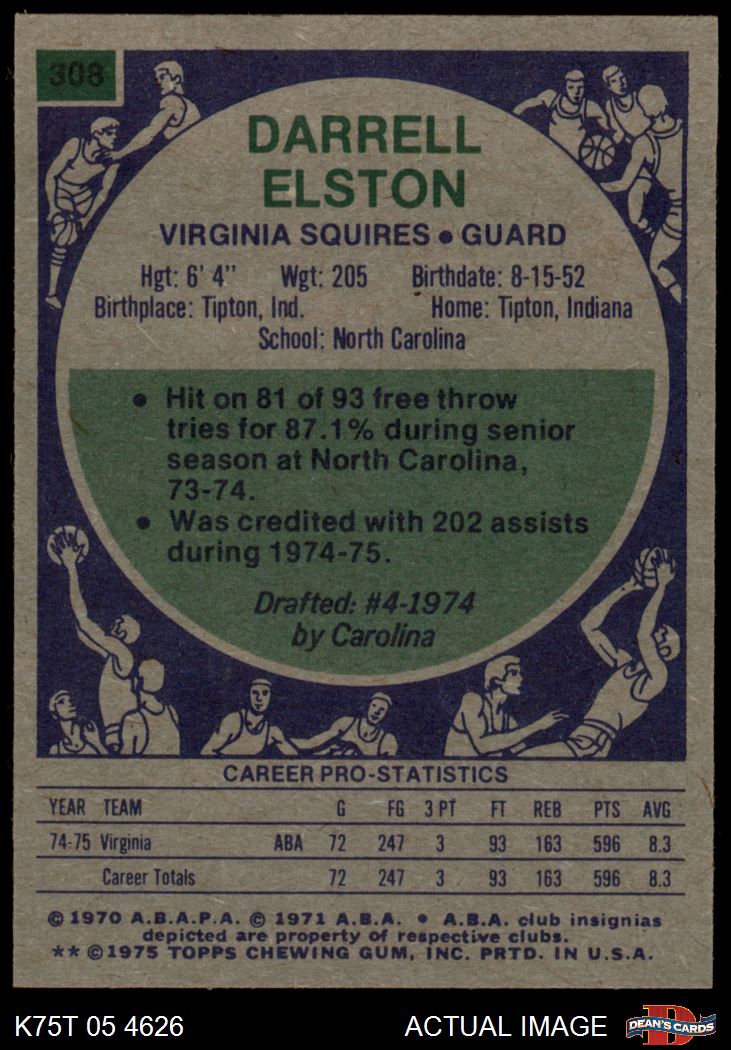 308
DARRELL
ELSTON
VIRGINIA SQUIRES • GUARD
Hgt: 6' 4" Wgt: 205 Birthdate: 8-15-52
Birthplace: Tipton, Ind. Home: Tipton, Indiana
School: North Carolina
• Hit on 81 of 93 free throw
tries for 87.1% during senior
season at North Carolina,
73-74.
• Was credited with 202 assists
during 1974-75.
Drafted: #4-1974
by Carolina
CAREER PRO-STATISTICS
YEAR TEAM G FG 3 PT FT REB PTS AVG
74-75 Virginia ABA 72 247 3 93 163 596 8.3
Career Totals 72 247 3 93 163 596 8.3
© 1970 A.B.A.P.A. © 1971 A.B.A. • A.B.A. club insignias
depicted are property of respective clubs.
** © 1975 TOPPS CHEWING GUM, INC. PRTD. IN U.S.A.
K75T 05 4626 ACTUAL IMAGE D DEAN'S CARDS